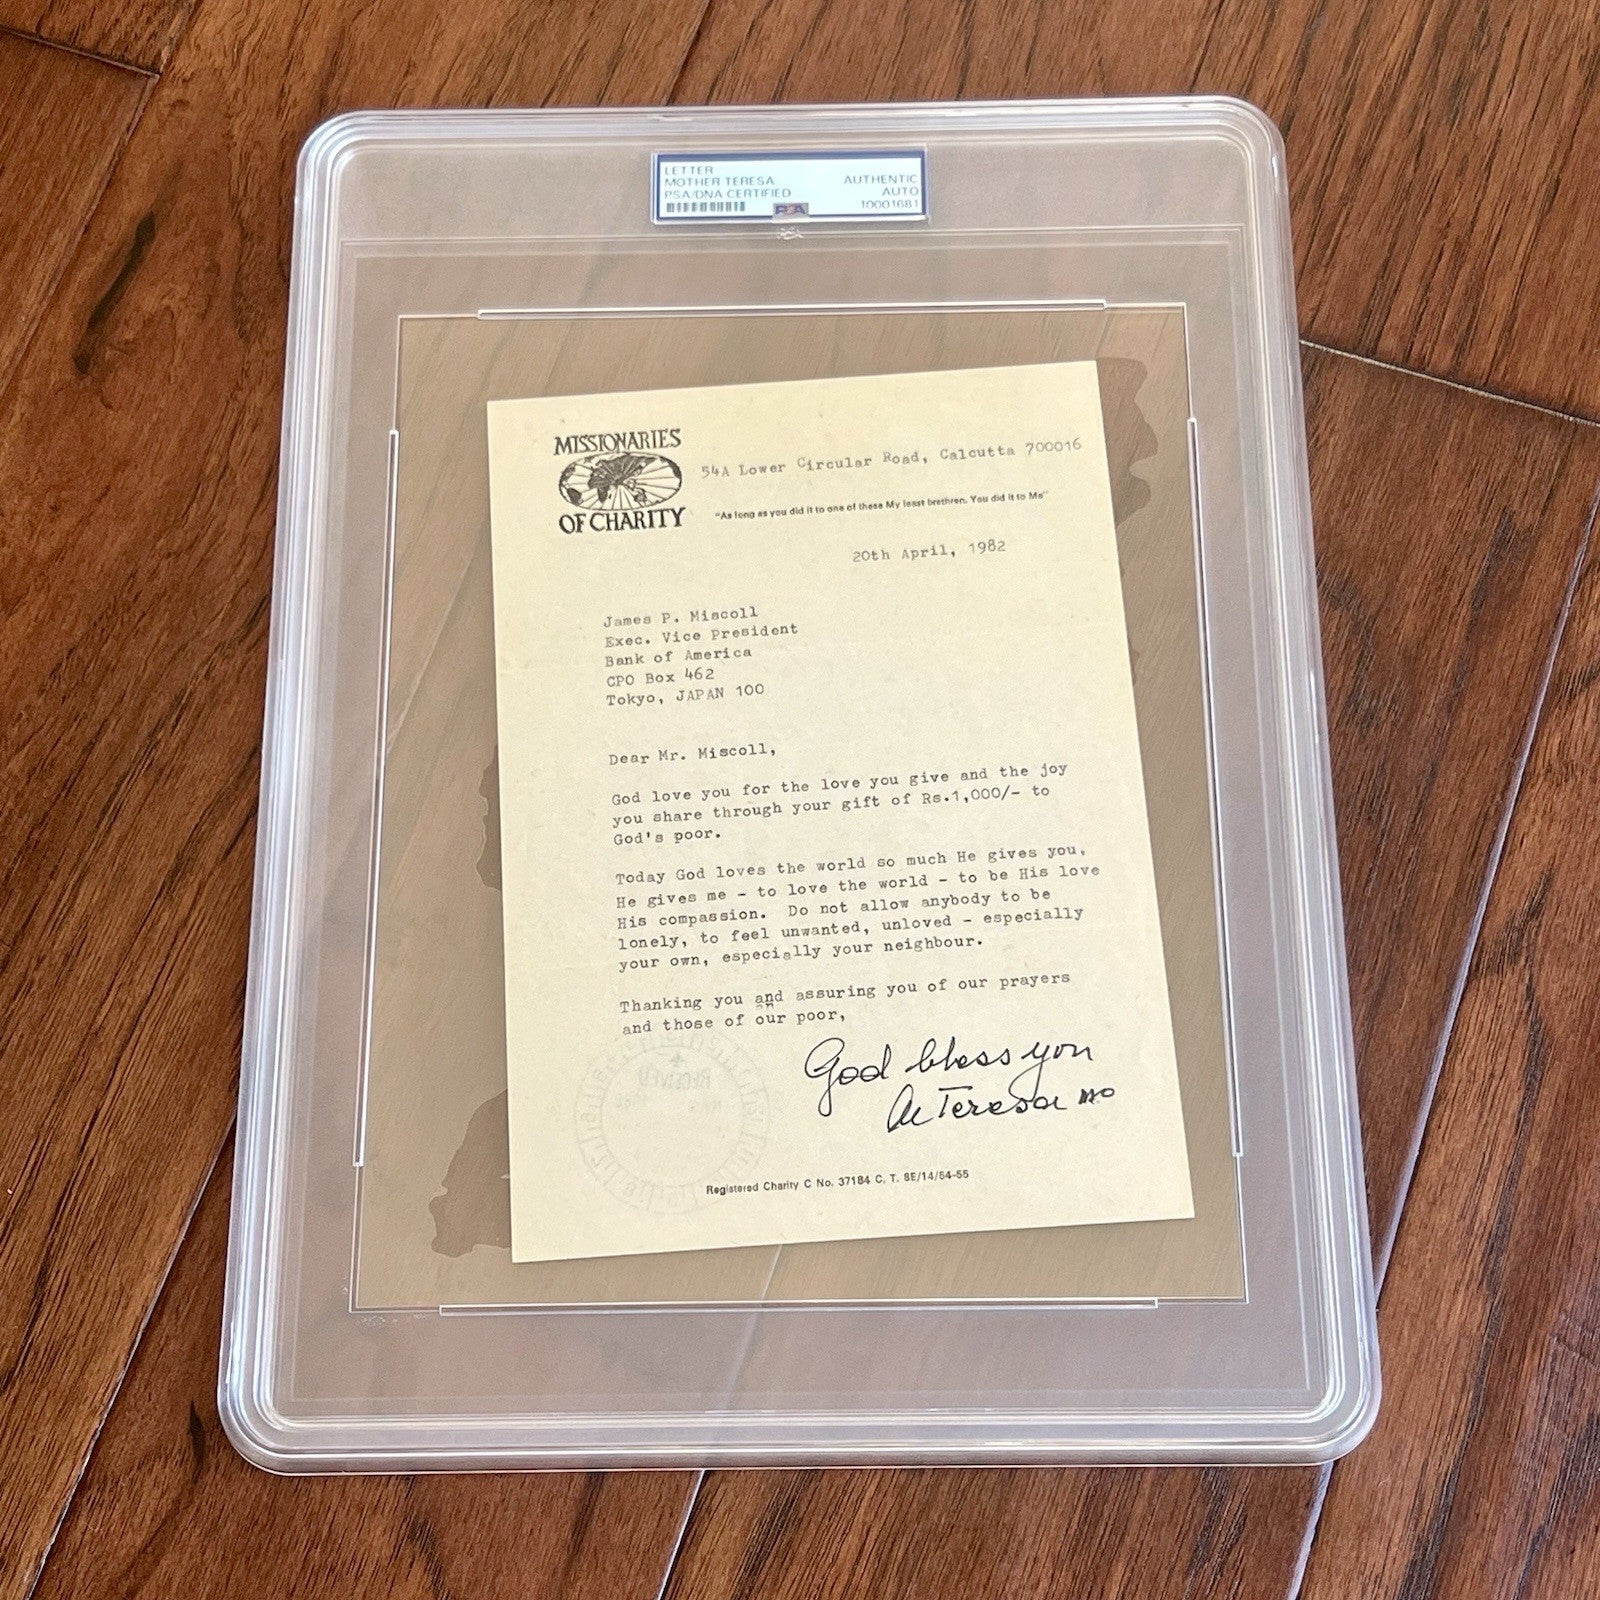 LETTER
MOTHER TERESA
PSA/DNA CERTIFIED
AUTHENTIC
AUTO
10001681
PSA
MISSIONARIES
OF CHARITY
54A Lower Circular Road, Calcutta 700016
"As long as you did it to one of these My least brethren. You did it to Me"
20th April, 1982
James P. Miscoll
Exec. Vice President
Bank of America
CPO Box 462
Tokyo, JAPAN 100
Dear Mr. Miscoll,
God love you for the love you give and the joy
you share through your gift of Rs.1,000/- to
God's poor.
Today God loves the world so much He gives you,
He gives me - to love the world - to be His love
His compassion. Do not allow anybody to be
lonely, to feel unwanted, unloved - especially
your own, especially your neighbour.
Thanking you and assuring you of our prayers
and those of our poor,
God bless you
M Teresa MC
Registered Charity C No. 37184 C. T. SE/14/54-55